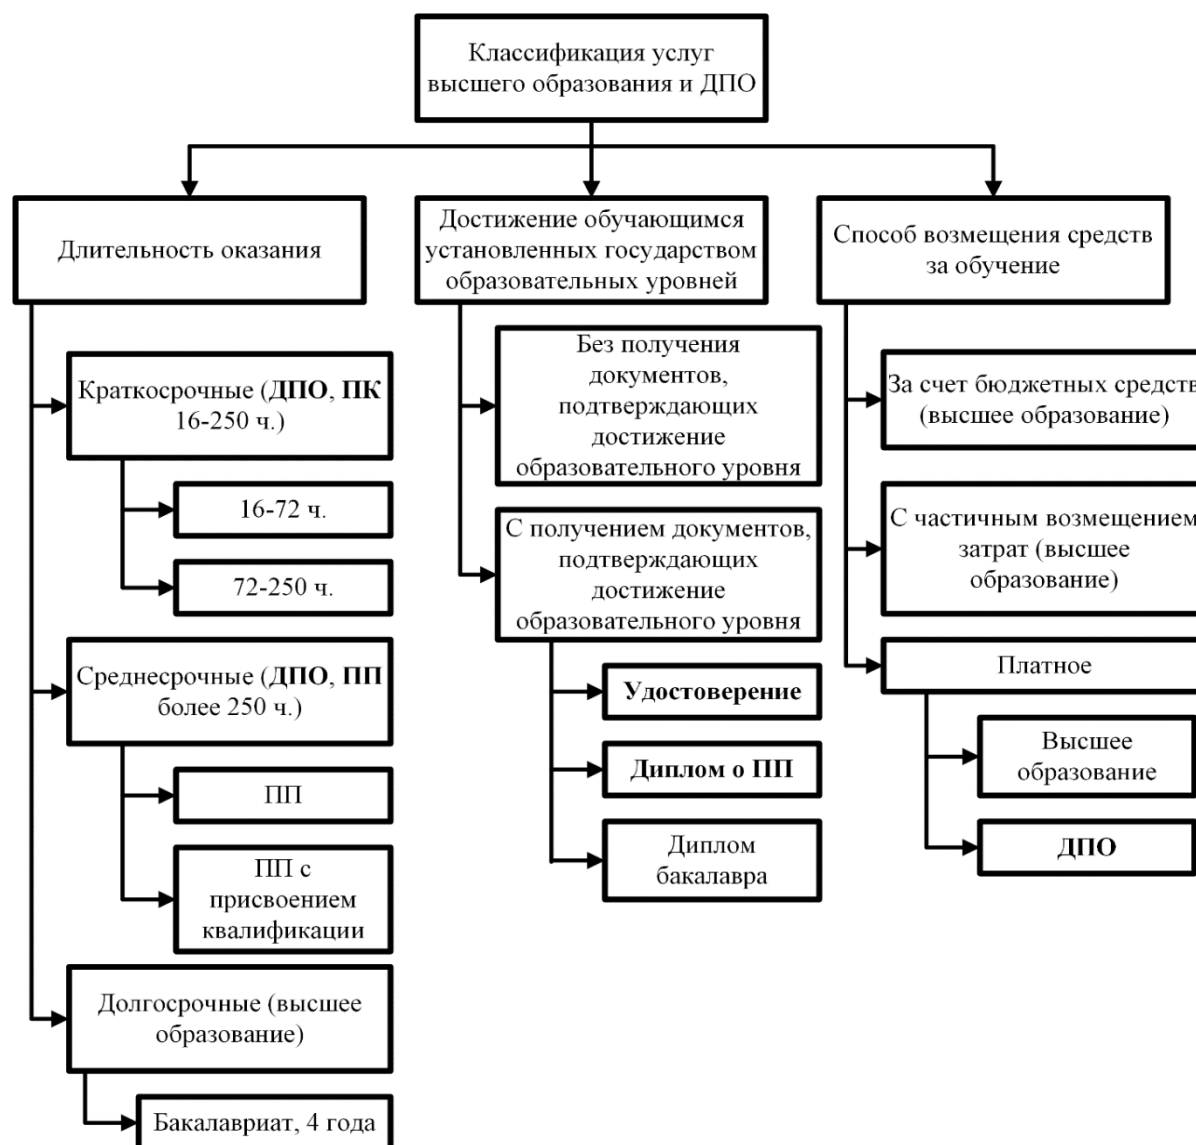 Классификация услуг
высшего образования и ДПО
Длительность оказания
Краткосрочные (ДПО, ПК
16-250 ч.)
16-72 ч.
72-250 ч.
Среднесрочные (ДПО, ПП
более 250 ч.)
ПП
ПП с
присвоением
квалификации
Долгосрочные (высшее
образование)
Бакалавриат, 4 года
Достижение обучающимся
установленных государством
образовательных уровней
Без получения
документов,
подтверждающих
достижение
образовательного уровня
С получением документов,
подтверждающих
достижение
образовательного уровня
Удостоверение
Диплом о ПП
Диплом
бакалавра
Способ возмещения средств
за обучение
За счет бюджетных средств
(высшее образование)
С частичным возмещением
затрат (высшее
образование)
Платное
Высшее
образование
ДПО